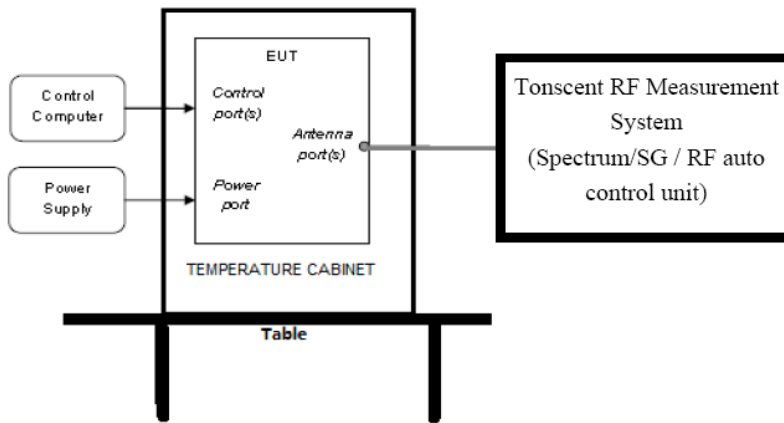 EUT
Control
Computer
Control
port(s)
Antenna
port(s)
Power
Supply
Power
port
TEMPERATURE CABINET
Table
Tonscent RF Measurement
System
(Spectrum/SG / RF auto
control unit)